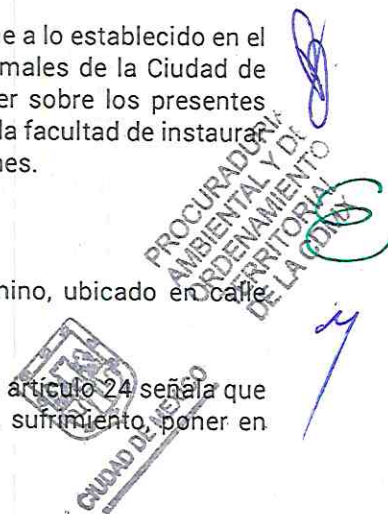 e a lo establecido en el
males de la Ciudad de
er sobre los presentes
la facultad de instaurar
nes.
PROCURADURIA
AMBIENTAL Y DE
ORDENAMIENTO
TERRITORIAL
DE LA CDMX
nino, ubicado en calle
artículo 24 señala que
sufrimiento, poner en
CIUDAD DE MÉXICO